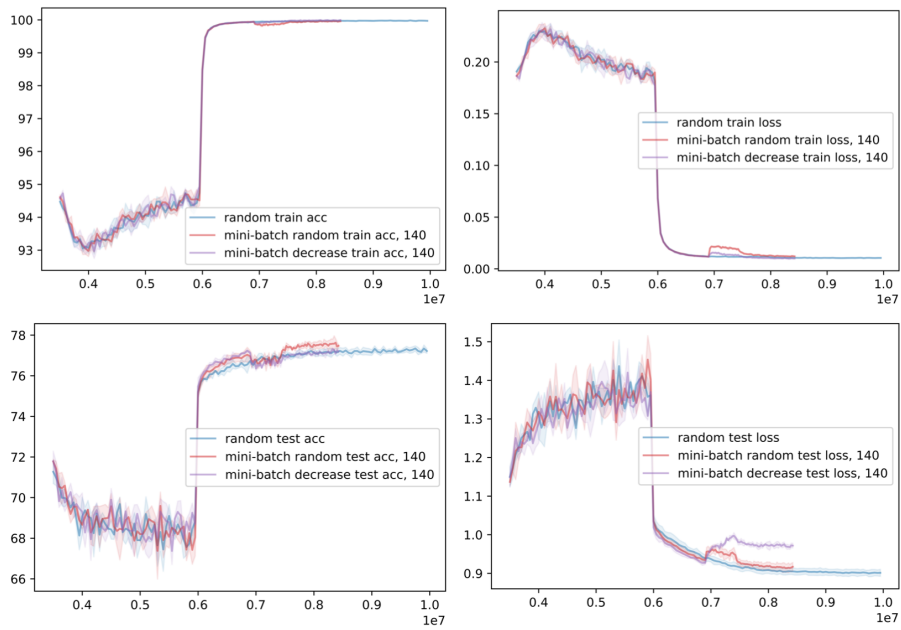 100
99
98
97
96
95
94
93
random train acc
mini-batch random train acc, 140
mini-batch decrease train acc, 140
0.4 0.5 0.6 0.7 0.8 0.9 1.0
1e7
0.20
0.15
0.10
0.05
0.00
random train loss
mini-batch random train loss, 140
mini-batch decrease train loss, 140
0.4 0.5 0.6 0.7 0.8 0.9 1.0
1e7
78
76
74
72
70
68
66
random test acc
mini-batch random test acc, 140
mini-batch decrease test acc, 140
0.4 0.5 0.6 0.7 0.8 0.9 1.0
1e7
1.5
1.4
1.3
1.2
1.1
1.0
0.9
random test loss
mini-batch random test loss, 140
mini-batch decrease test loss, 140
0.4 0.5 0.6 0.7 0.8 0.9 1.0
1e7